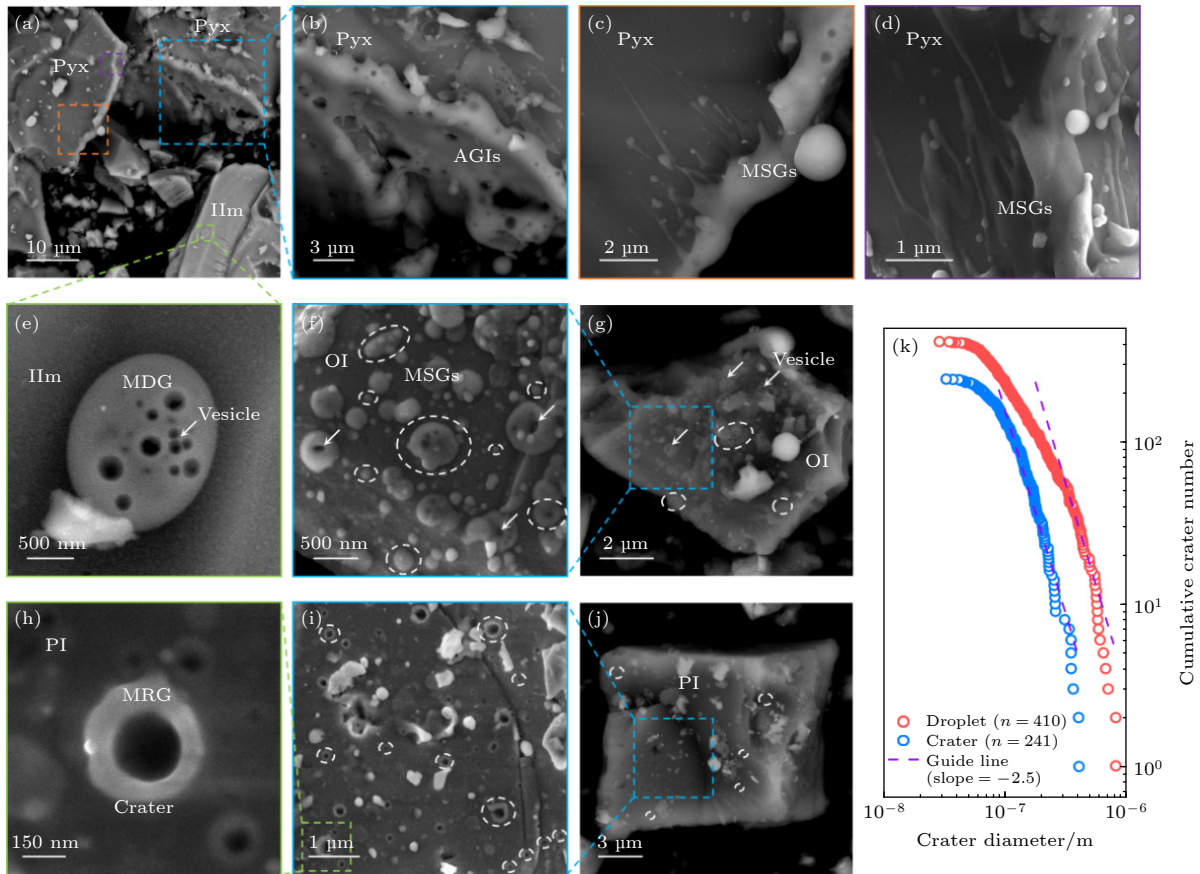 (a)
Pyx
Pyx
IIm
10 µm
(b)
Pyx
AGIs
3 µm
(c)
Pyx
MSGs
2 µm
(d)
Pyx
MSGs
1 µm
(e)
IIm
MDG
Vesicle
500 nm
(f)
OI
MSGs
500 nm
(g)
Vesicle
OI
2 µm
(h)
PI
MRG
Crater
150 nm
(i)
1 µm
(j)
PI
3 µm
(k)
10²
10¹
10⁰
Cumulative crater number
Droplet (n = 410)
Crater (n = 241)
Guide line
(slope = −2.5)
10⁻⁸
10⁻⁷
10⁻⁶
Crater diameter/m